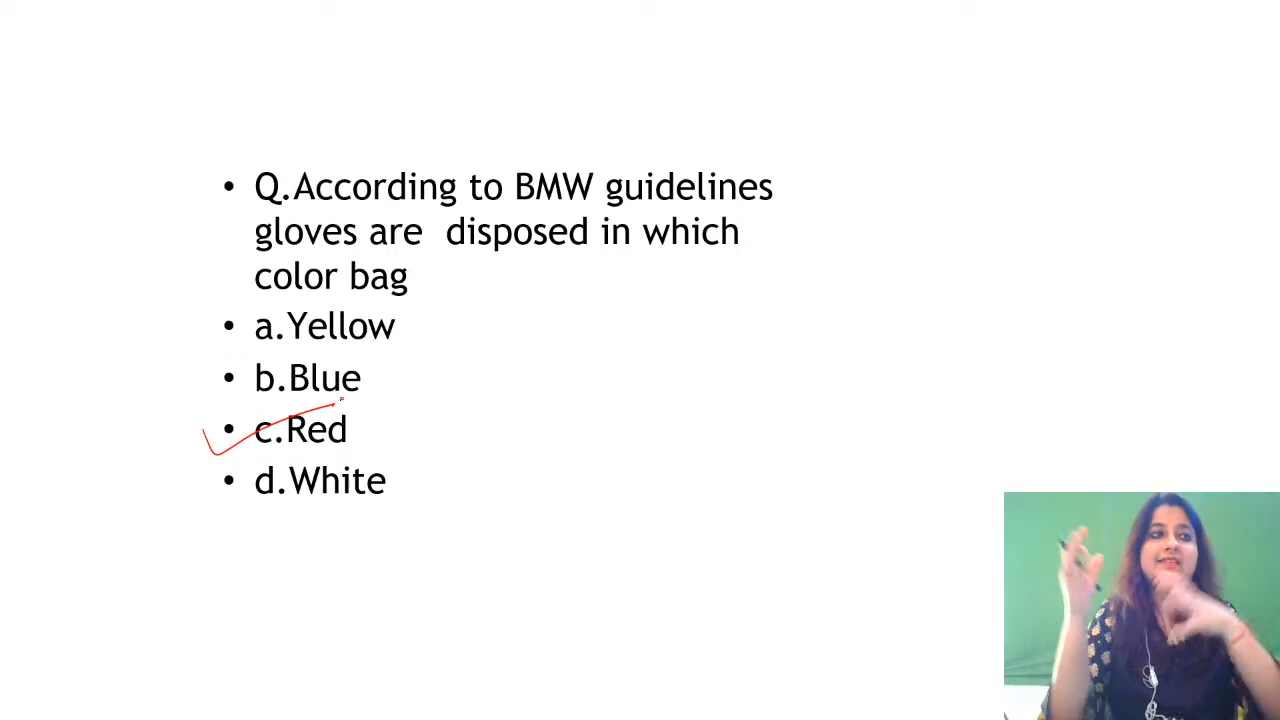 • Q.According to BMW guidelines
gloves are disposed in which
color bag
• a.Yellow
• b.Blue
• c.Red
• d.White